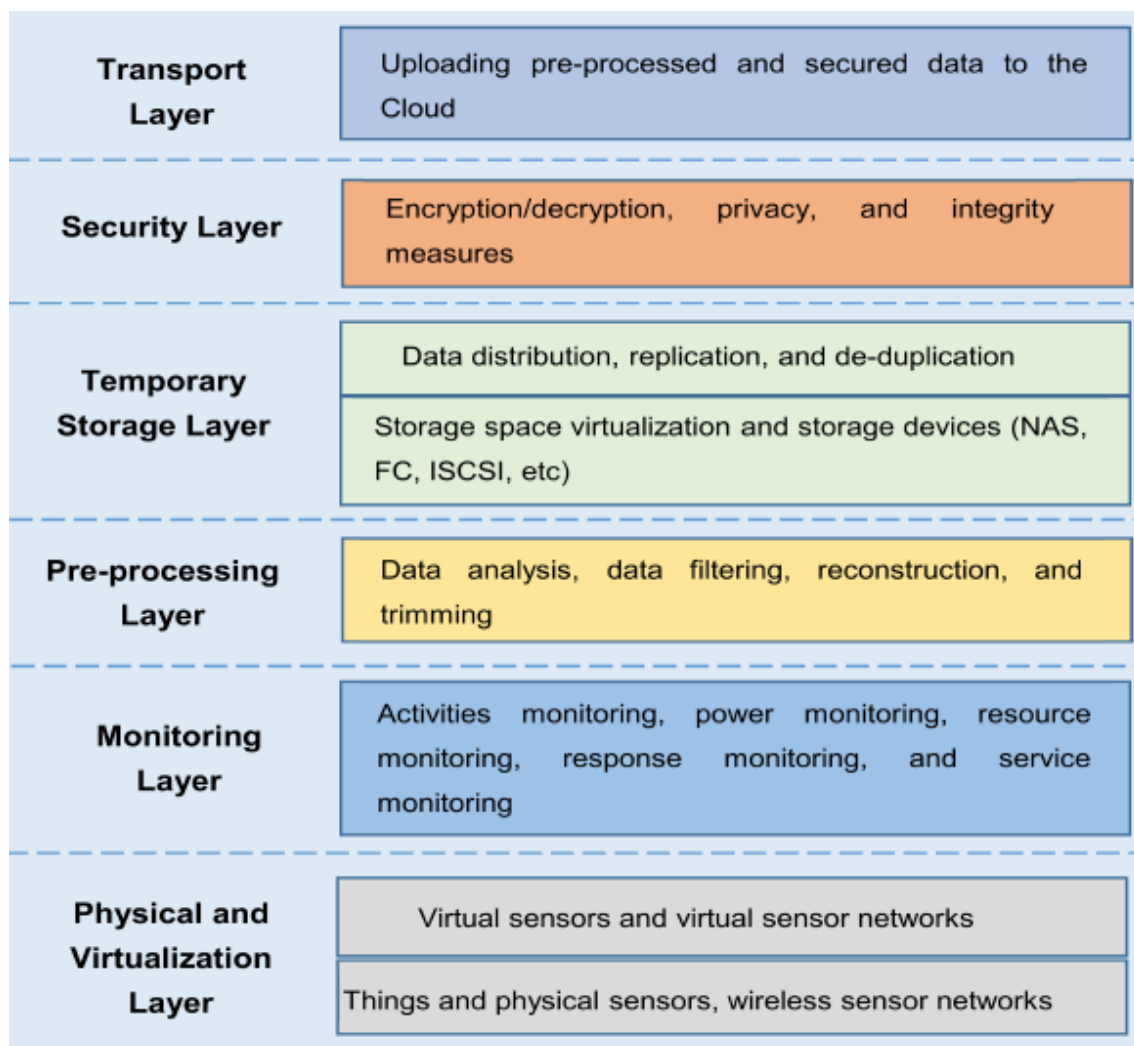 Transport
Layer
Uploading pre-processed and secured data to the
Cloud
Security Layer
Encryption/decryption, privacy, and integrity
measures
Temporary
Storage Layer
Data distribution, replication, and de-duplication
Storage space virtualization and storage devices (NAS,
FC, ISCSI, etc)
Pre-processing
Layer
Data analysis, data filtering, reconstruction, and
trimming
Monitoring
Layer
Activities monitoring, power monitoring, resource
monitoring, response monitoring, and service
monitoring
Physical and
Virtualization
Layer
Virtual sensors and virtual sensor networks
Things and physical sensors, wireless sensor networks